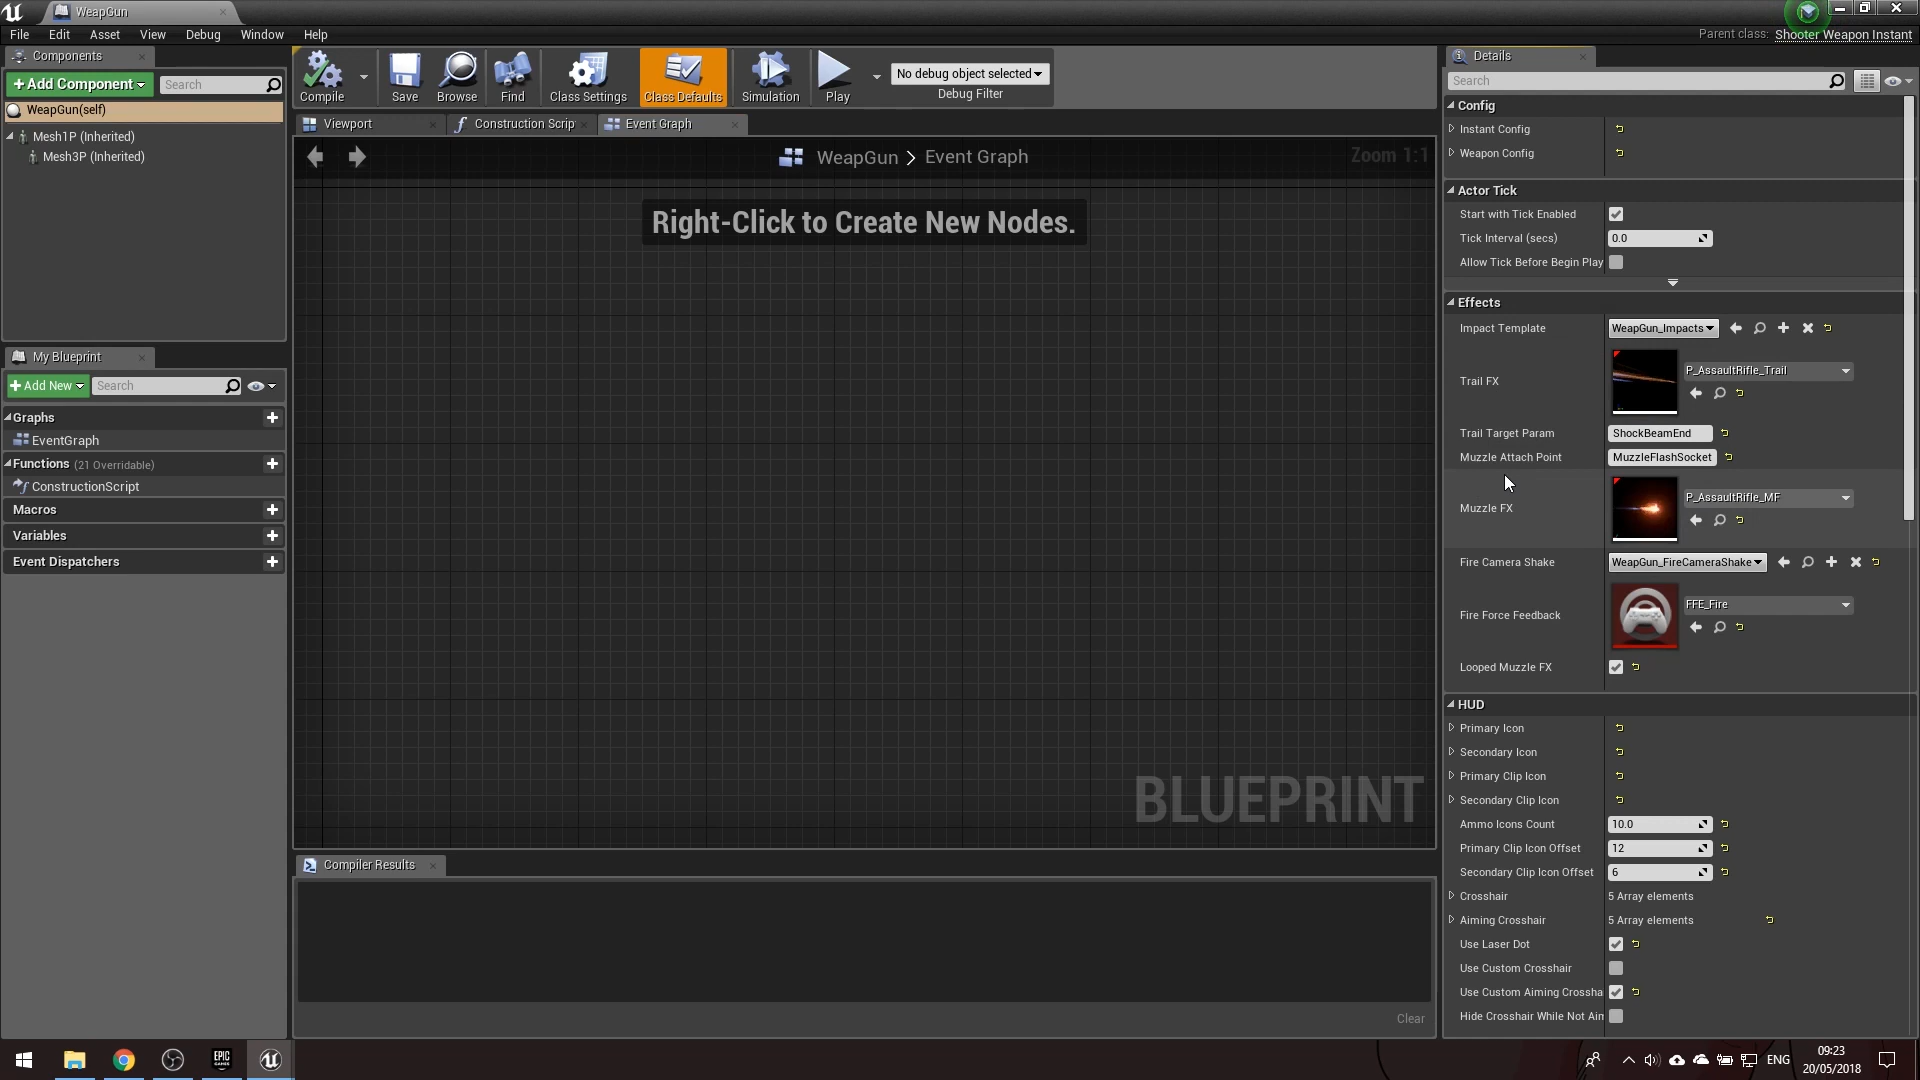 WeapGun
File Edit Asset View Debug Window Help
Parent class: Shooter Weapon Instant
Components
+Add Component
Search
WeapGun(self)
Mesh1P (Inherited)
Mesh3P (Inherited)
My Blueprint
+Add New
Search
Graphs
EventGraph
Functions (21 Overridable)
ConstructionScript
Macros
Variables
Event Dispatchers
Compile
Save
Browse
Find
Class Settings
Class Defaults
Simulation
Play
No debug object selected
Debug Filter
Viewport
Construction Scrip
Event Graph
WeapGun > Event Graph
Zoom 1:1
Right-Click to Create New Nodes.
BLUEPRINT
Compiler Results
Clear
Details
Search
Config
Instant Config
Weapon Config
Actor Tick
Start with Tick Enabled
Tick Interval (secs) 0.0
Allow Tick Before Begin Play
Effects
Impact Template WeapGun_Impacts
Trail FX P_AssaultRifle_Trail
Trail Target Param ShockBeamEnd
Muzzle Attach Point MuzzleFlashSocket
Muzzle FX P_AssaultRifle_MF
Fire Camera Shake WeapGun_FireCameraShake
Fire Force Feedback FFE_Fire
Looped Muzzle FX
HUD
Primary Icon
Secondary Icon
Primary Clip Icon
Secondary Clip Icon
Ammo Icons Count 10.0
Primary Clip Icon Offset 12
Secondary Clip Icon Offset 6
Crosshair 5 Array elements
Aiming Crosshair 5 Array elements
Use Laser Dot
Use Custom Crosshair
Use Custom Aiming Crossha
Hide Crosshair While Not Aim
EPIC GAMES
ENG
09:23
20/05/2018